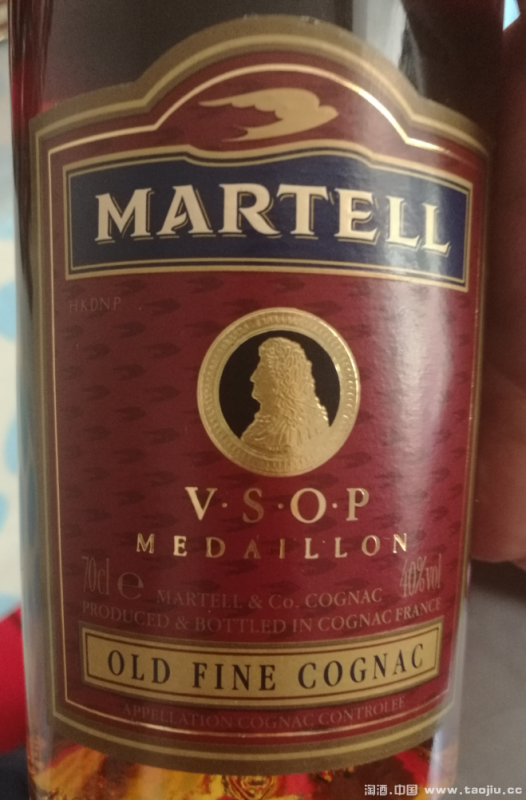 MARTELL
HKDNP
V·S·O·P
MEDAILLON
70cl e 40%vol
MARTELL & Co. COGNAC
PRODUCED & BOTTLED IN COGNAC FRANCE
OLD FINE COGNAC
APPELLATION COGNAC CONTROLÉE
淘酒.中国 www.taojiu.cc